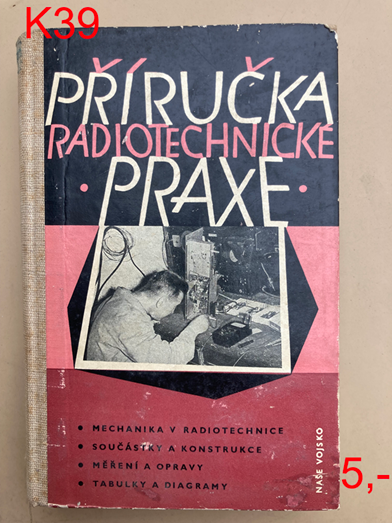 K39
PŘÍRUČKA
RADIOTECHNICKÉ
· PRAXE ·
• MECHANIKA V RADIOTECHNICE
• SOUČÁSTKY A KONSTRUKCE
• MĚŘENÍ A OPRAVY
• TABULKY A DIAGRAMY
NAŠE VOJSKO
5,-